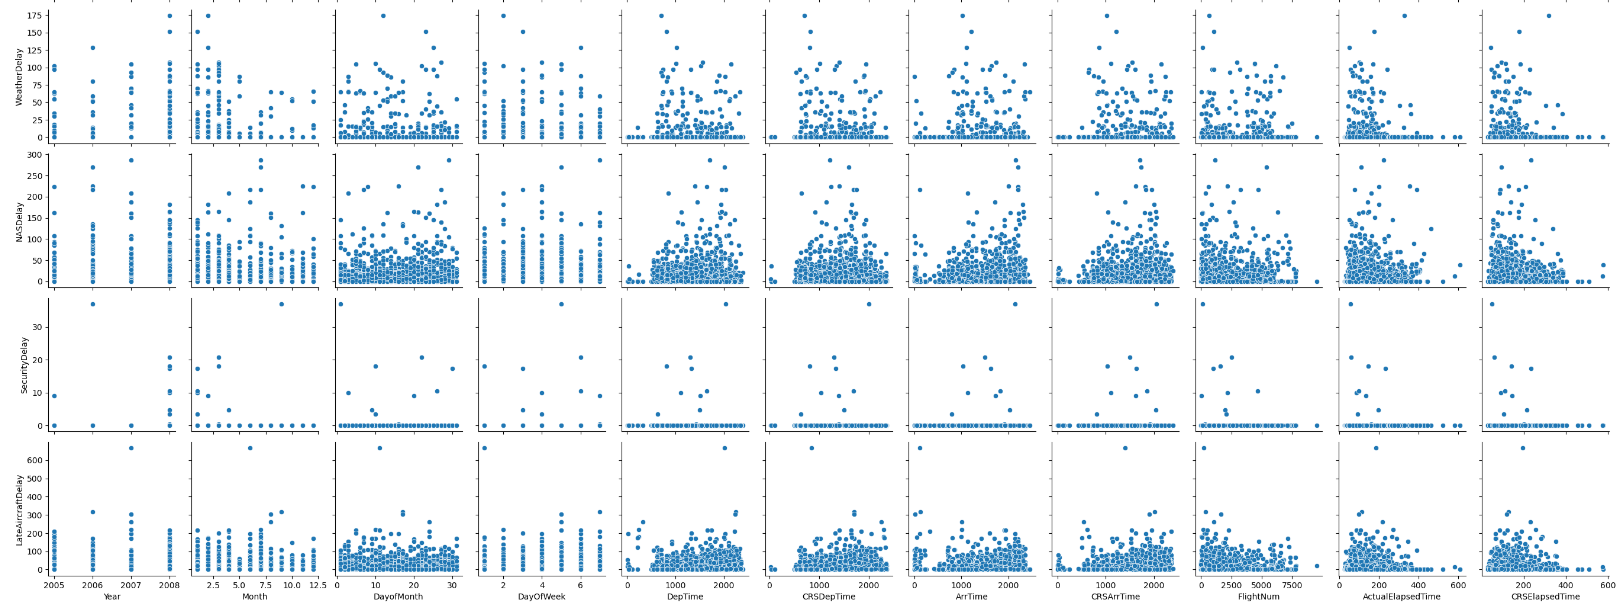 175
150
125
100
75
50
25
0
WeatherDelay
300
250
200
150
100
50
0
NASDelay
30
20
10
0
SecurityDelay
600
500
400
300
200
100
0
LateAircraftDelay
2005 2006 2007 2008
Year
2.5 5.0 7.5 10.0 12.5
Month
0 10 20 30
DayofMonth
2 4 6
DayOfWeek
0 1000 2000
DepTime
0 1000 2000
CRSDepTime
0 1000 2000
ArrTime
0 1000 2000
CRSArrTime
0 2500 5000 7500
FlightNum
0 200 400 600
ActualElapsedTime
0 200 400 600
CRSElapsedTime